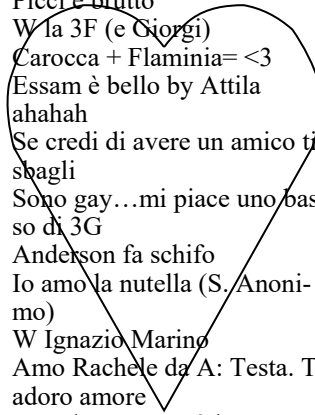 Picci è brutto
W la 3F (e Giorgi)
Carocca + Flaminia= <3
Essam è bello by Attila
ahahah
Se credi di avere un amico ti
sbagli
Sono gay…mi piace uno bas
so di 3G
Anderson fa schifo
Io amo la nutella (S. Anoni-
mo)
W Ignazio Marino
Amo Rachele da A: Testa. T
adoro amore